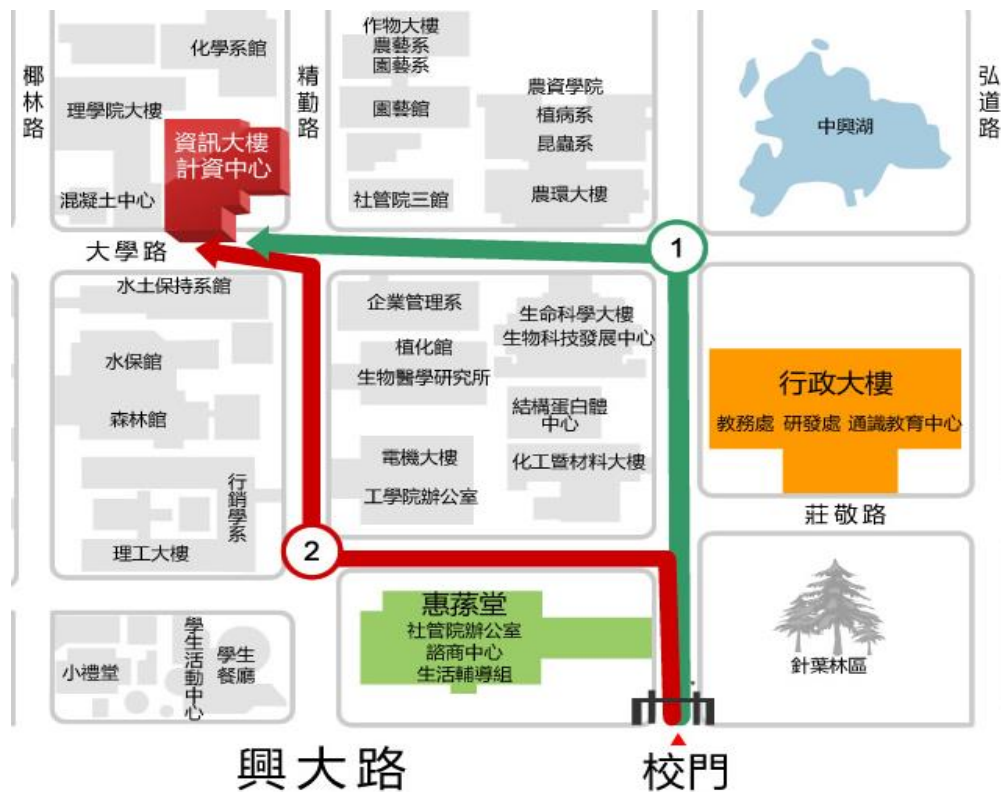 椰林路
化學系館
理學院大樓
資訊大樓
計資中心
混凝土中心
精勤路
作物大樓
農藝系
園藝系
園藝館
社管院三館
農資學院
植病系
昆蟲系
農環大樓
中興湖
弘道路
大學路
1
水土保持系館
水保館
森林館
行銷學系
理工大樓
企業管理系
植化館
生物醫學研究所
電機大樓
工學院辦公室
生命科學大樓
生物科技發展中心
結構蛋白體
中心
化工暨材料大樓
行政大樓
教務處 研發處 通識教育中心
莊敬路
2
小禮堂
學生活動中心
學生
餐廳
惠蓀堂
社管院辦公室
諮商中心
生活輔導組
針葉林區
興大路
校門